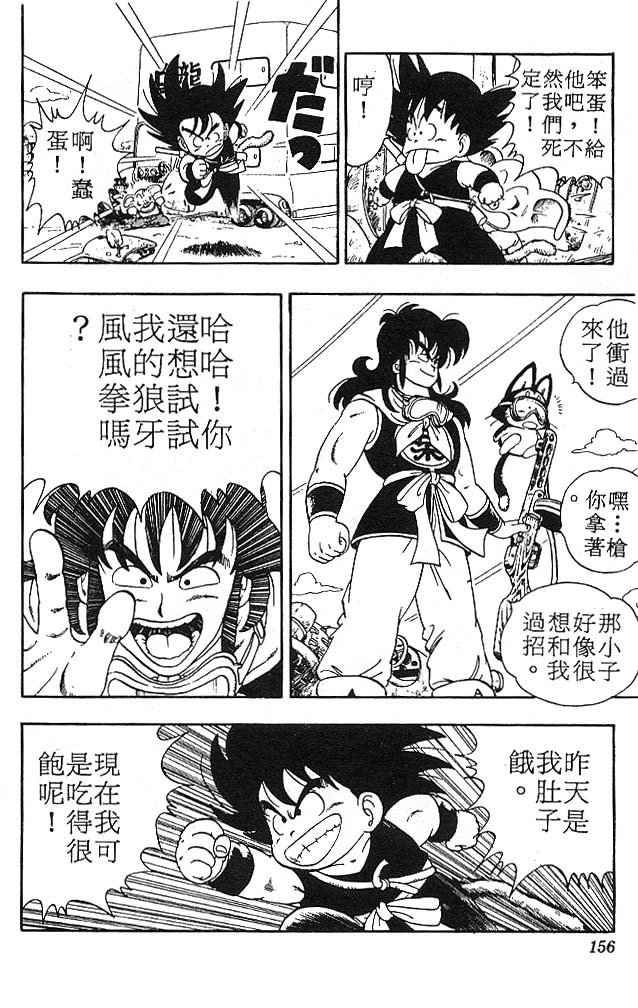 笨蛋！給
他吧，不
然我們死
定了！
哼！
だっ
啊！蠢
蛋！
他衝過
來了！
嘿…槍
你拿著
。
那小子
好像很
想和我
過招。
樂
哈哈！你
還想試試
我的狼牙
風風拳嗎
？
昨天是
我肚子
餓。
現在我可
是吃得很
飽呢！
156